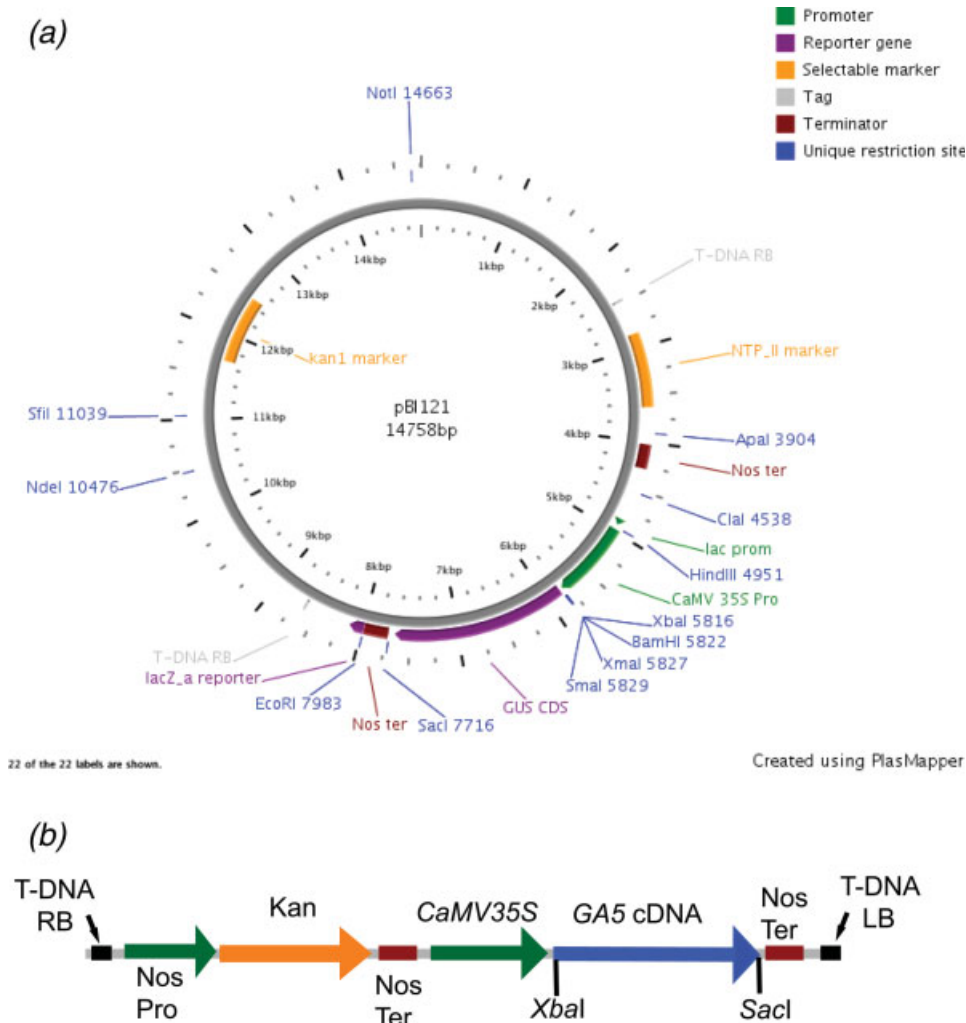 (a)
Promoter
Reporter gene
Selectable marker
Tag
Terminator
Unique restriction site
NotI 14663
T-DNA RB
14kbp
1kbp
13kbp
2kbp
12kbp
kan1 marker
3kbp
NTP_II marker
pBI121
14758bp
SfiI 11039
11kbp
4kbp
ApaI 3904
Nos ter
NdeI 10476
10kbp
5kbp
ClaI 4538
lac prom
9kbp
6kbp
HindIII 4951
8kbp
7kbp
CaMV 35S Pro
XbaI 5816
BamHI 5822
T-DNA RB
XmaI 5827
lacZ_a reporter
SmaI 5829
EcoRI 7983
GUS CDS
Nos ter
SacI 7716
22 of the 22 labels are shown.
Created using PlasMapper
(b)
T-DNA
RB
Kan
CaMV35S
GA5 cDNA
Nos
Ter
T-DNA
LB
Nos
Pro
Nos
Ter
XbaI
SacI